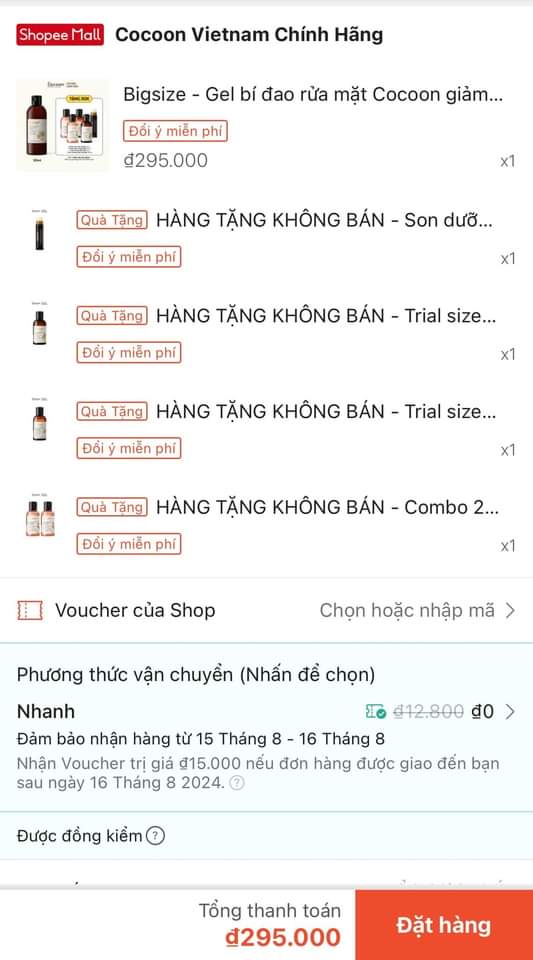 Shopee Mall Cocoon Vietnam Chính Hãng
Bigsize - Gel bí đao rửa mặt Cocoon giảm...
Đổi ý miễn phí
₫295.000 x1
Quà Tặng HÀNG TẶNG KHÔNG BÁN - Son dưỡ...
Đổi ý miễn phí
x1
Quà Tặng HÀNG TẶNG KHÔNG BÁN - Trial size...
Đổi ý miễn phí
x1
Quà Tặng HÀNG TẶNG KHÔNG BÁN - Trial size...
Đổi ý miễn phí
x1
Quà Tặng HÀNG TẶNG KHÔNG BÁN - Combo 2...
Đổi ý miễn phí
x1
Voucher của Shop Chọn hoặc nhập mã
Phương thức vận chuyển (Nhấn để chọn)
Nhanh ₫12.800 ₫0
Đảm bảo nhận hàng từ 15 Tháng 8 - 16 Tháng 8
Nhận Voucher trị giá ₫15.000 nếu đơn hàng được giao đến bạn
sau ngày 16 Tháng 8 2024. ?
Được đồng kiểm ?
Tổng thanh toán
₫295.000
Đặt hàng